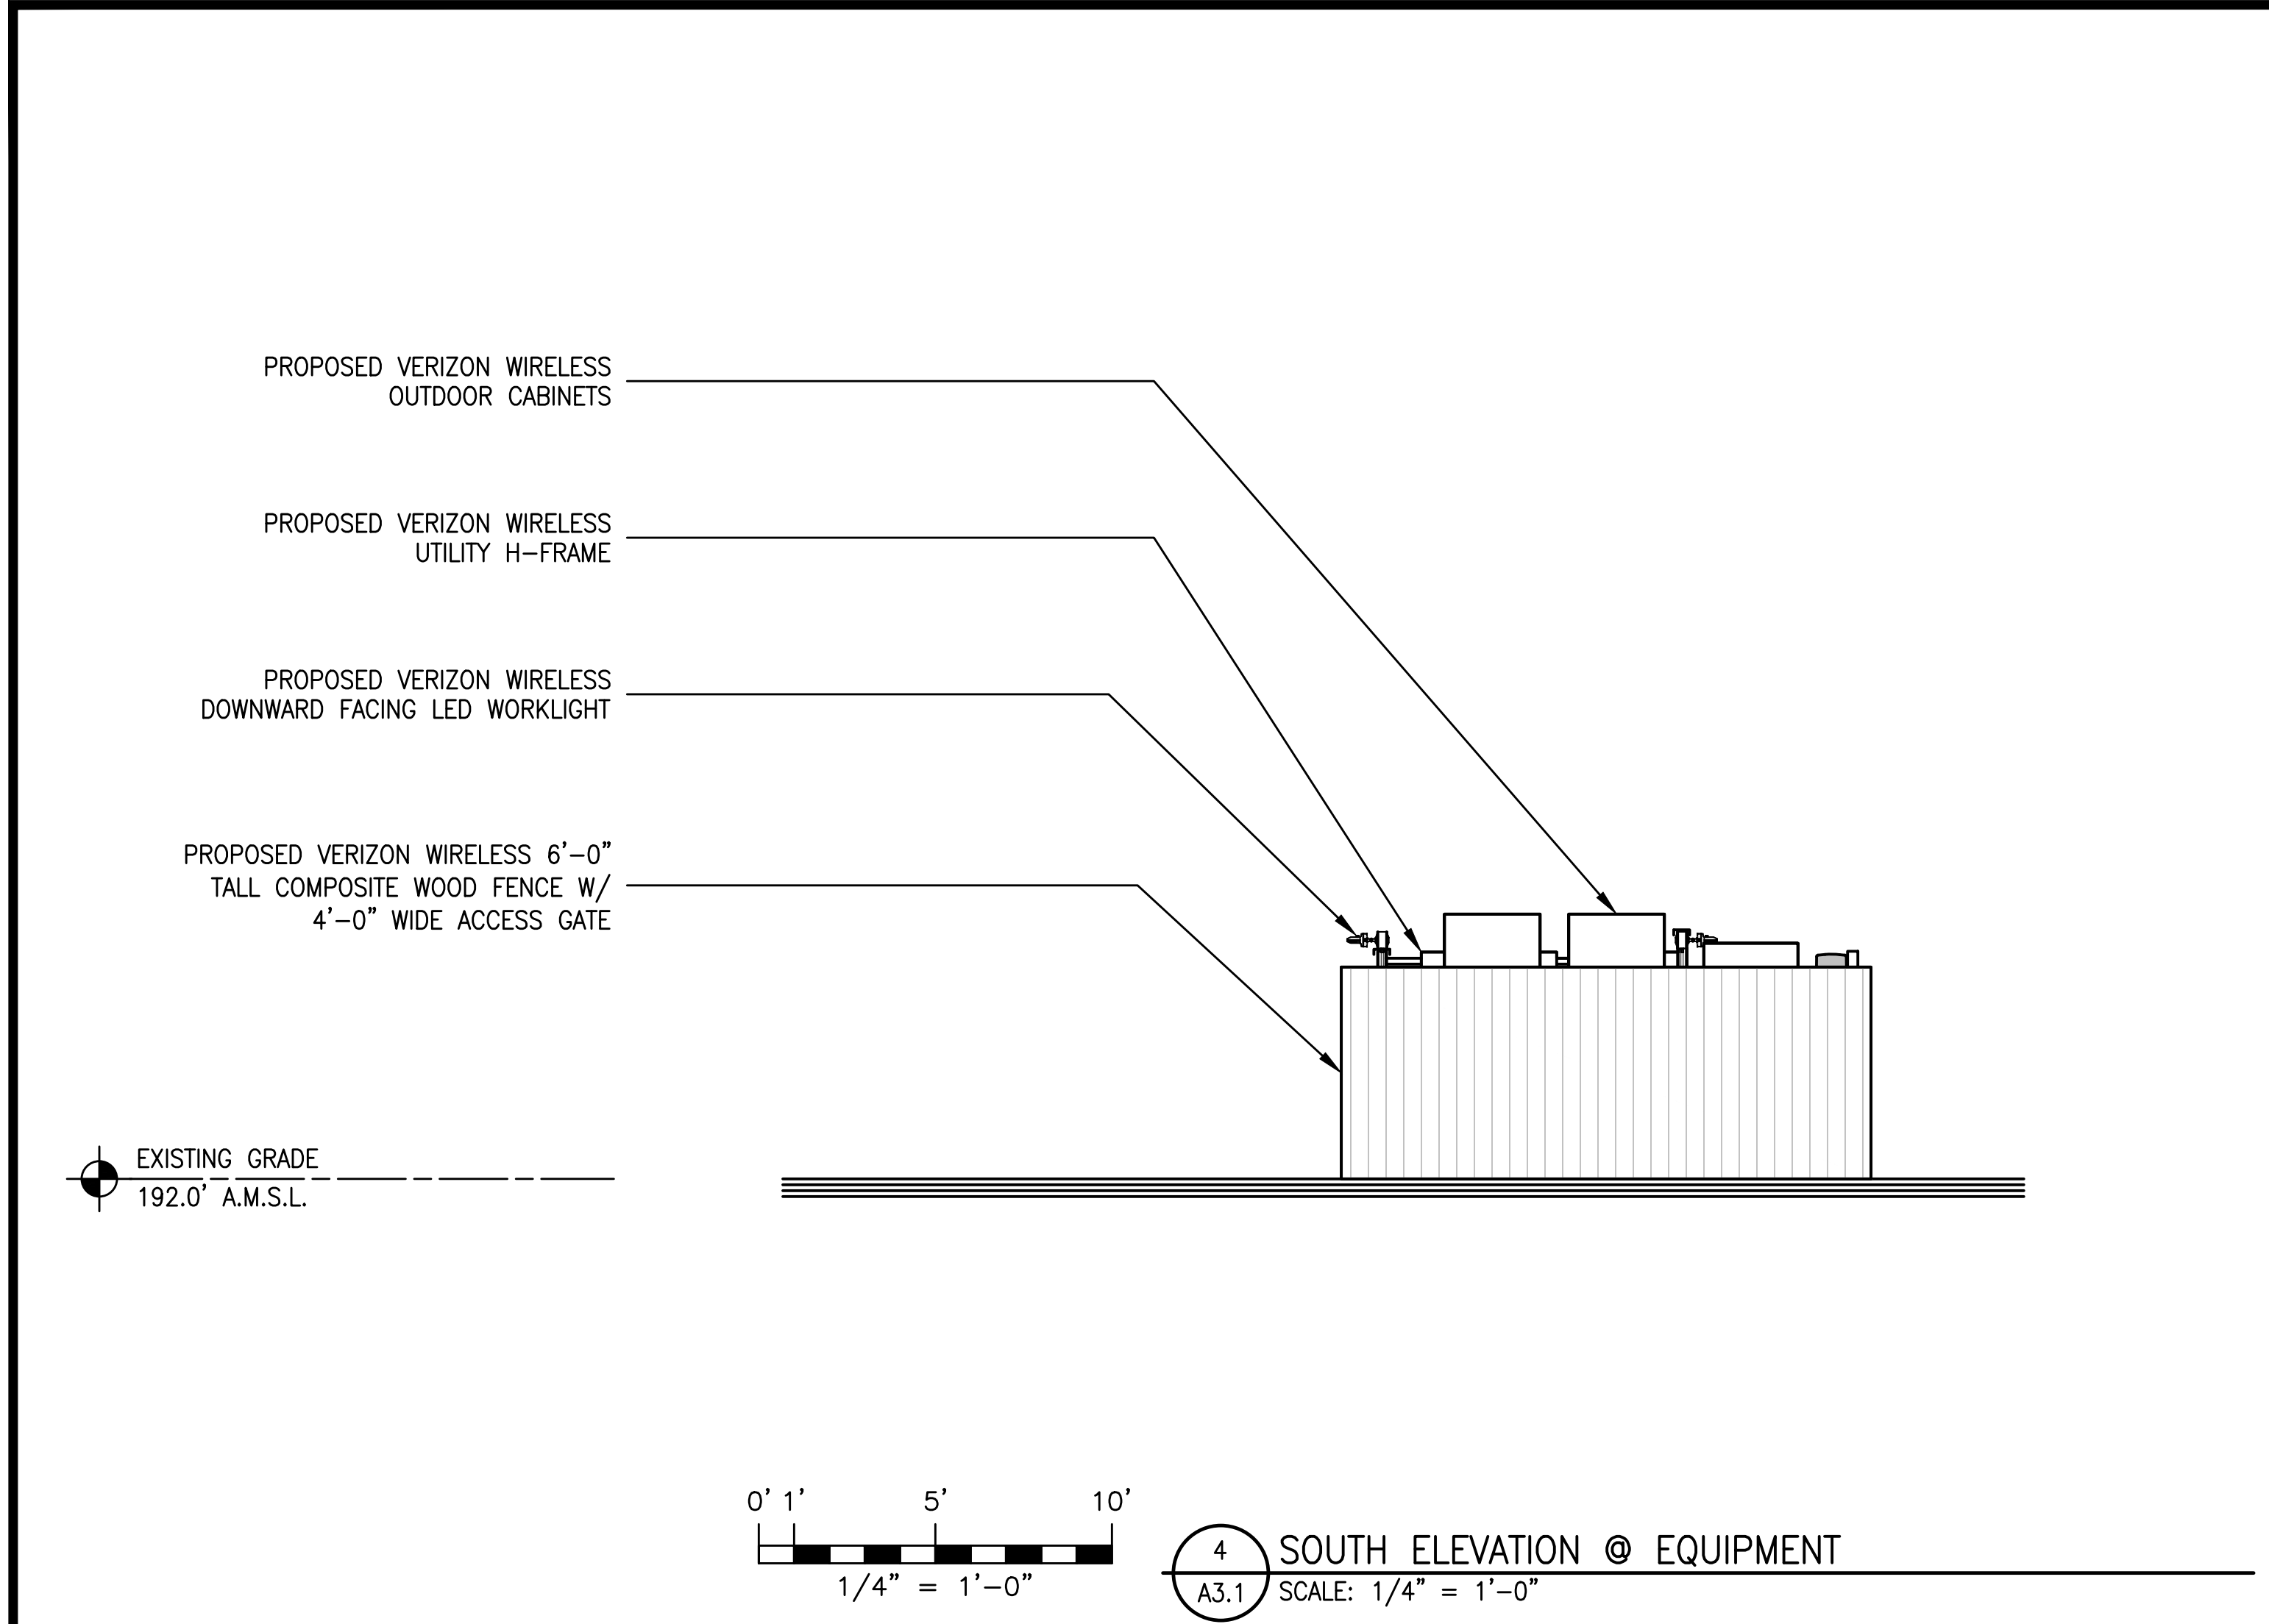 PROPOSED VERIZON WIRELESS
OUTDOOR CABINETS
PROPOSED VERIZON WIRELESS
UTILITY H-FRAME
PROPOSED VERIZON WIRELESS
DOWNWARD FACING LED WORKLIGHT
PROPOSED VERIZON WIRELESS 6'-0"
TALL COMPOSITE WOOD FENCE W/
4'-0" WIDE ACCESS GATE
EXISTING GRADE
192.0' A.M.S.L.
0' 1' 5' 10'
1/4" = 1'-0"
4
A3.1
SOUTH ELEVATION @ EQUIPMENT
SCALE: 1/4" = 1'-0"